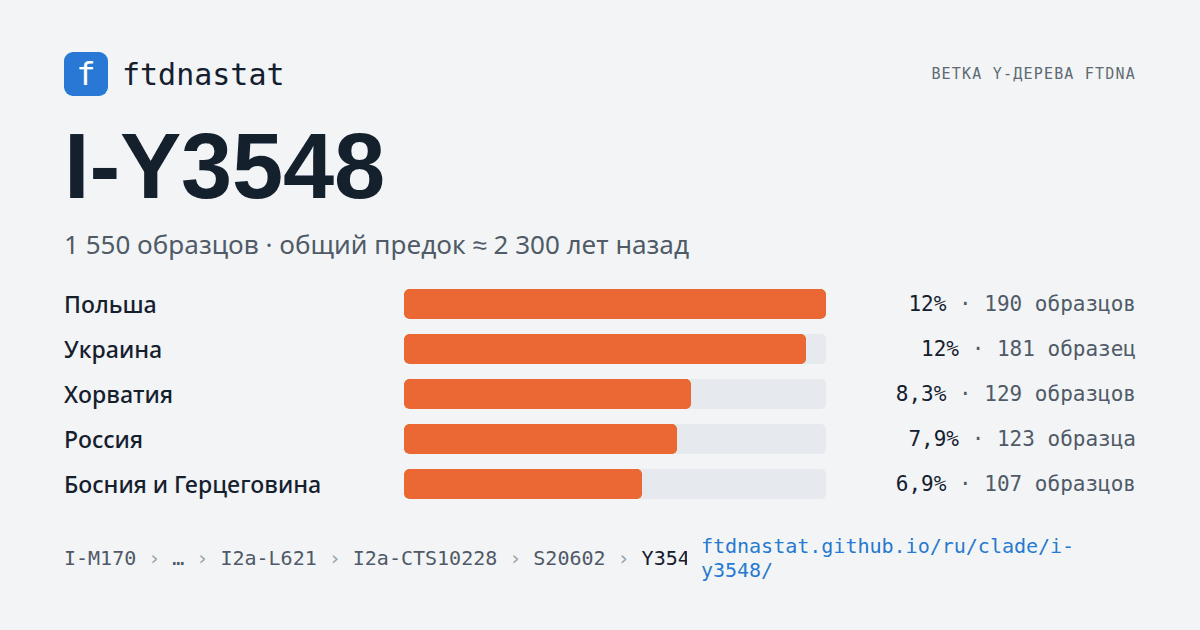 f ftdnastat
ВЕТКА Y-ДЕРЕВА FTDNA
I-Y3548
1 550 образцов · общий предок ≈ 2 300 лет назад
Польша 12% · 190 образцов
Украина 12% · 181 образец
Хорватия 8,3% · 129 образцов
Россия 7,9% · 123 образца
Босния и Герцеговина 6,9% · 107 образцов
I-M170 › … › I2a-L621 › I2a-CTS10228 › S20602 › Y354
ftdnastat.github.io/ru/clade/i-
y3548/